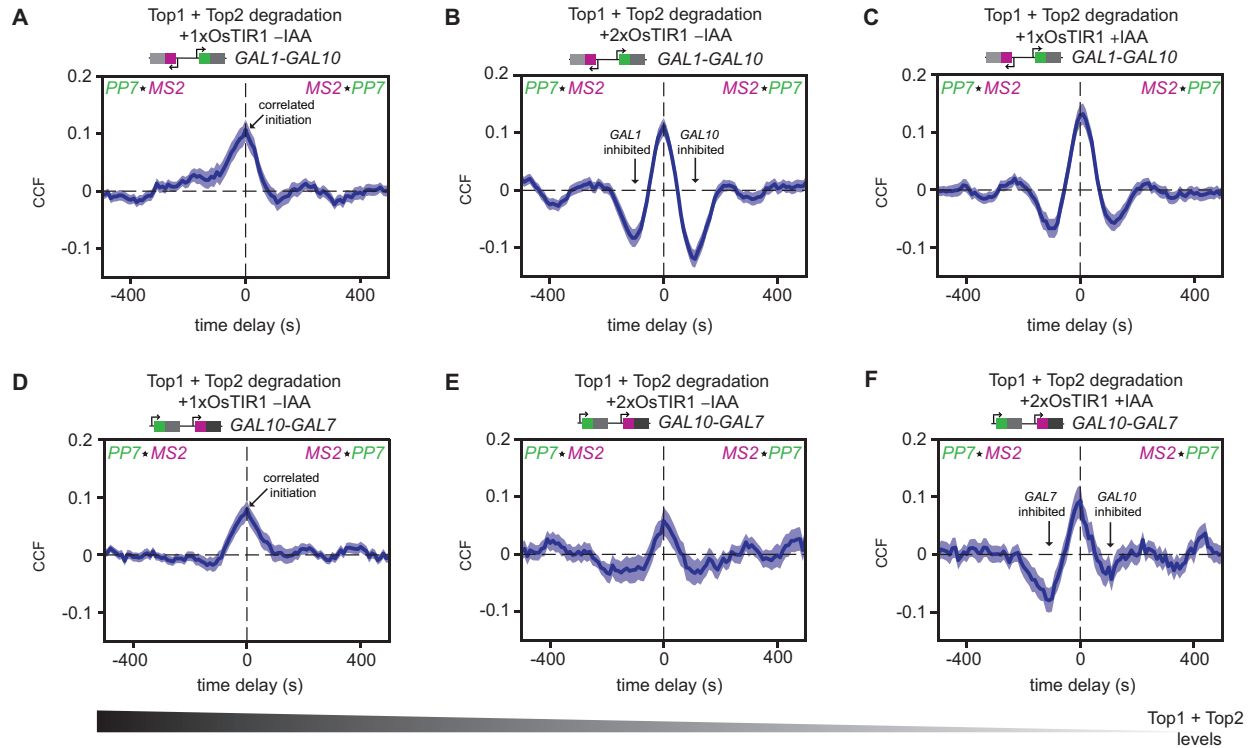 A
Top1 + Top2 degradation
+1xOsTIR1 –IAA
GAL1-GAL10
PP7⋆MS2
MS2⋆PP7
correlated
initiation
0.2
0.1
0
-0.1
CCF
-400
0
400
time delay (s)
B
Top1 + Top2 degradation
+2xOsTIR1 –IAA
GAL1-GAL10
PP7⋆MS2
MS2⋆PP7
GAL1
inhibited
GAL10
inhibited
0.2
0.1
0
-0.1
CCF
-400
0
400
time delay (s)
C
Top1 + Top2 degradation
+1xOsTIR1 +IAA
GAL1-GAL10
PP7⋆MS2
MS2⋆PP7
0.2
0.1
0
-0.1
CCF
-400
0
400
time delay (s)
D
Top1 + Top2 degradation
+1xOsTIR1 –IAA
GAL10-GAL7
PP7⋆MS2
MS2⋆PP7
correlated
initiation
0.2
0.1
0
-0.1
CCF
-400
0
400
time delay (s)
E
Top1 + Top2 degradation
+2xOsTIR1 –IAA
GAL10-GAL7
PP7⋆MS2
MS2⋆PP7
0.2
0.1
0
-0.1
CCF
-400
0
400
time delay (s)
F
Top1 + Top2 degradation
+2xOsTIR1 +IAA
GAL10-GAL7
PP7⋆MS2
MS2⋆PP7
GAL7
inhibited
GAL10
inhibited
0.2
0.1
0
-0.1
CCF
-400
0
400
time delay (s)
Top1 + Top2
levels